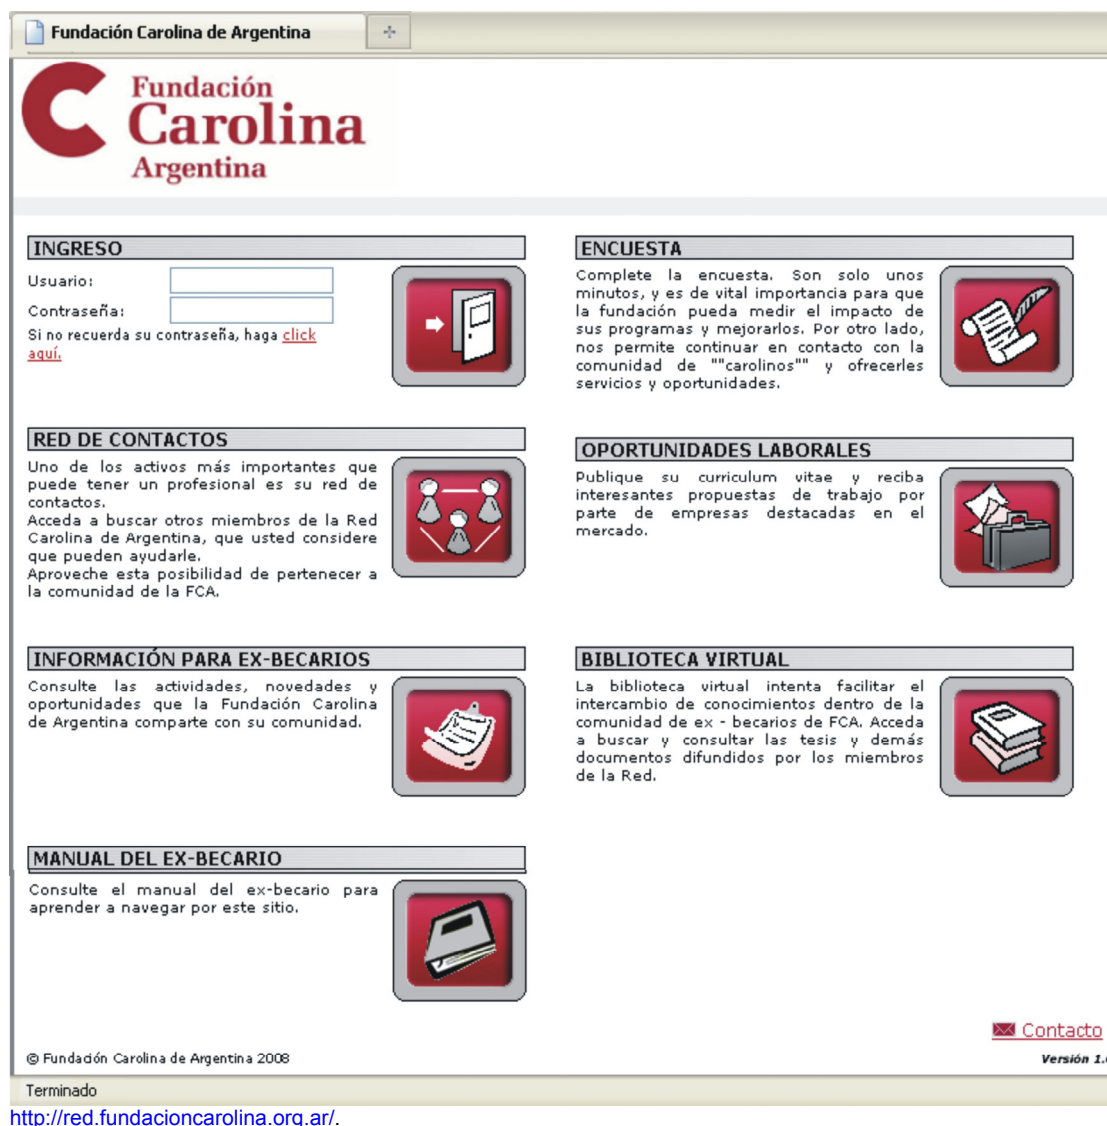 Fundación Carolina de Argentina
Fundación
Carolina
Argentina
INGRESO
Usuario:
Contraseña:
Si no recuerda su contraseña, haga click
aquí.
ENCUESTA
Complete la encuesta. Son solo unos
minutos, y es de vital importancia para que
la fundación pueda medir el impacto de
sus programas y mejorarlos. Por otro lado,
nos permite continuar en contacto con la
comunidad de ""carolinos"" y ofrecerles
servicios y oportunidades.
RED DE CONTACTOS
Uno de los activos más importantes que
puede tener un profesional es su red de
contactos.
Acceda a buscar otros miembros de la Red
Carolina de Argentina, que usted considere
que pueden ayudarle.
Aproveche esta posibilidad de pertenecer a
la comunidad de la FCA.
OPORTUNIDADES LABORALES
Publique su curriculum vitae y reciba
interesantes propuestas de trabajo por
parte de empresas destacadas en el
mercado.
INFORMACIÓN PARA EX-BECARIOS
Consulte las actividades, novedades y
oportunidades que la Fundación Carolina
de Argentina comparte con su comunidad.
BIBLIOTECA VIRTUAL
La biblioteca virtual intenta facilitar el
intercambio de conocimientos dentro de la
comunidad de ex - becarios de FCA. Acceda
a buscar y consultar las tesis y demás
documentos difundidos por los miembros
de la Red.
MANUAL DEL EX-BECARIO
Consulte el manual del ex-becario para
aprender a navegar por este sitio.
Contacto
© Fundación Carolina de Argentina 2008
Versión 1.
Terminado
http://red.fundacioncarolina.org.ar/.